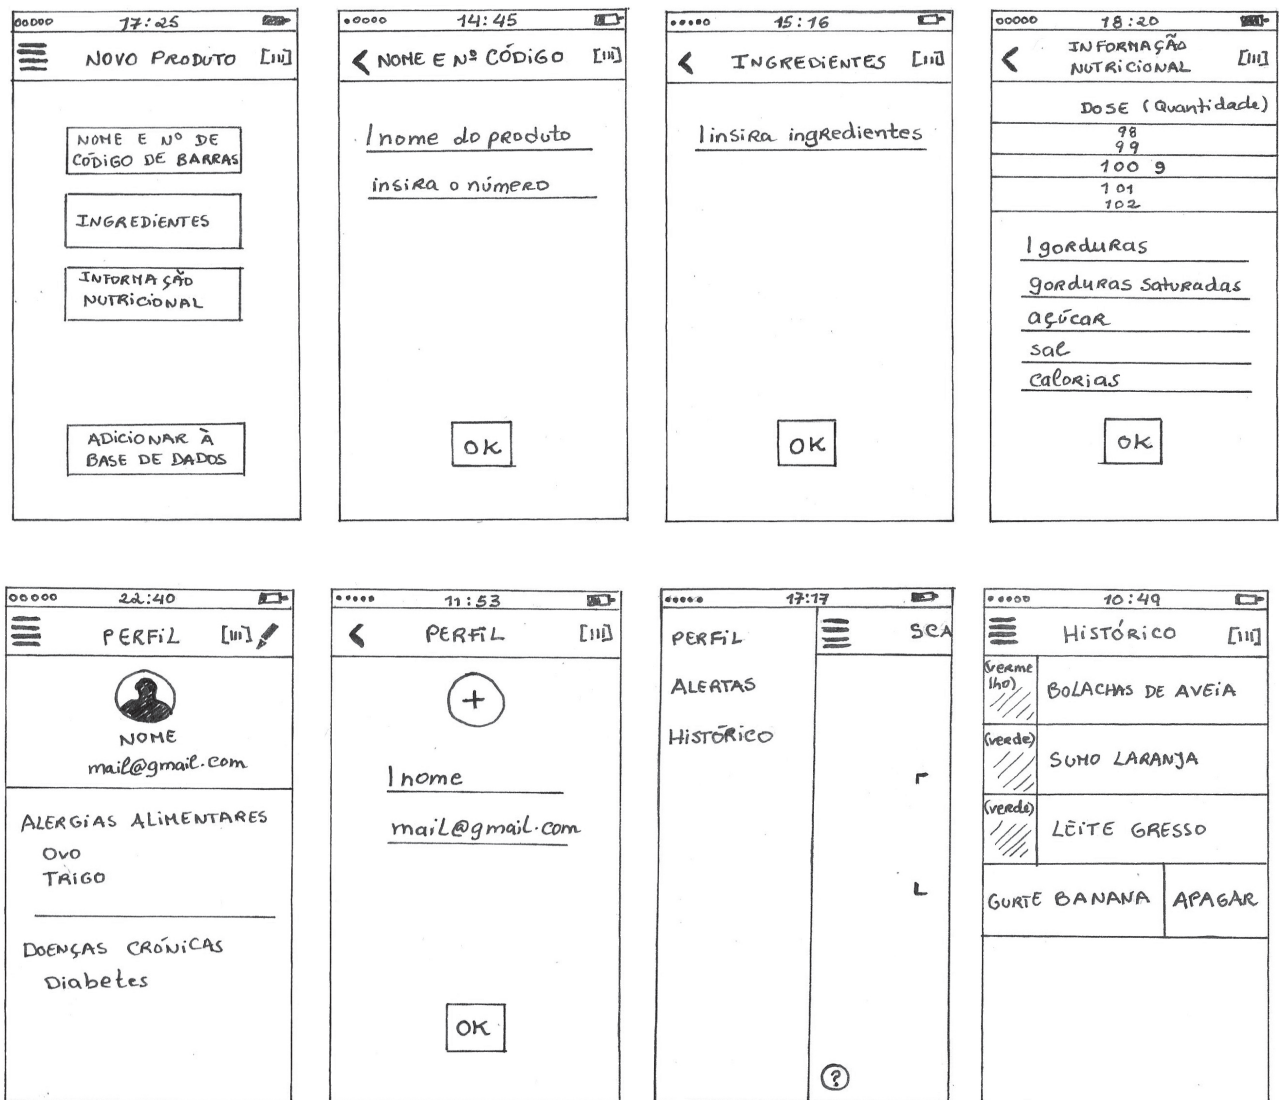 17:25
NOVO PRODUTO
NOME E Nº DE
CÓDIGO DE BARRAS
INGREDIENTES
INFORMAÇÃO
NUTRICIONAL
ADICIONAR À
BASE DE DADOS
14:45
NOME E Nº CÓDIGO
nome do produto
insira o número
OK
15:16
INGREDIENTES
insira ingredientes
OK
18:20
INFORMAÇÃO
NUTRICIONAL
DOSE (Quantidade)
98
99
100 g
101
102
gorduras
gorduras saturadas
açúcar
sal
calorias
OK
22:40
PERFIL
NOME
mail@gmail.com
ALERGIAS ALIMENTARES
OVO
TRIGO
DOENÇAS CRÓNICAS
Diabetes
11:53
PERFIL
+
nome
mail@gmail.com
OK
17:17
PERFIL
ALERTAS
HISTÓRICO
SCA
?
10:49
HISTÓRICO
(verme
lho)
BOLACHAS DE AVEIA
(verde)
SUMO LARANJA
(verde)
LEITE GRESSO
GURTE BANANA
APAGAR